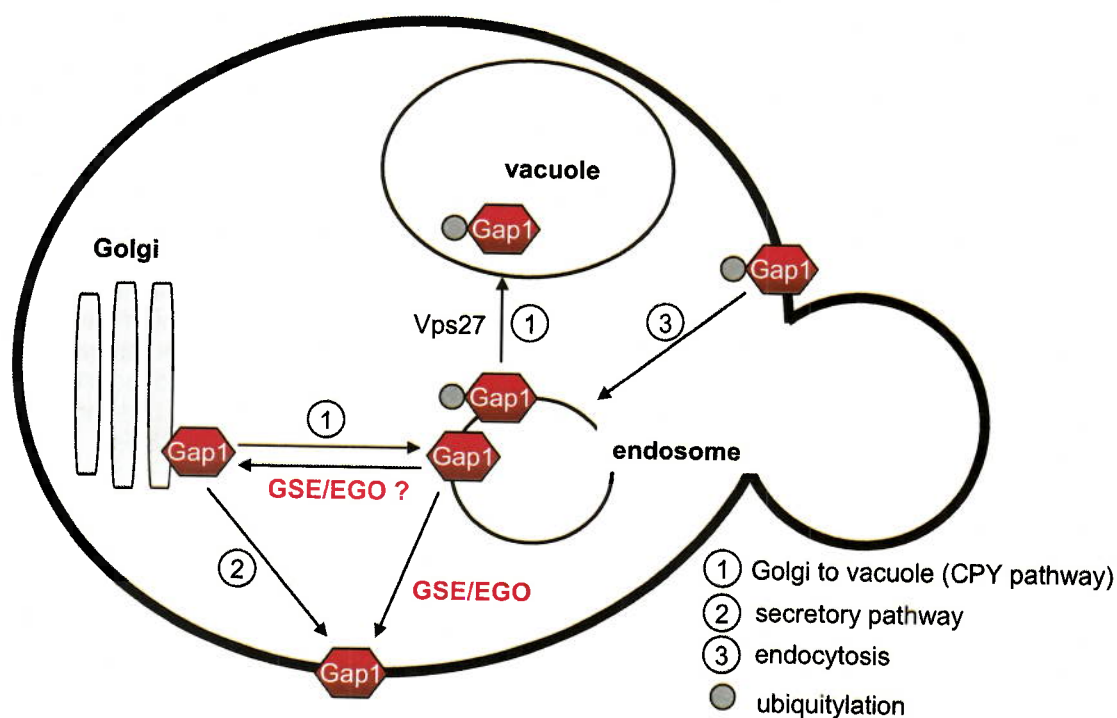 vacuole
Gap1
Golgi
Gap1
Vps27
1
3
Gap1
1
Gap1
Gap1
endosome
GSE/EGO ?
2
GSE/EGO
Gap1
1 Golgi to vacuole (CPY pathway)
2 secretory pathway
3 endocytosis
ubiquitylation